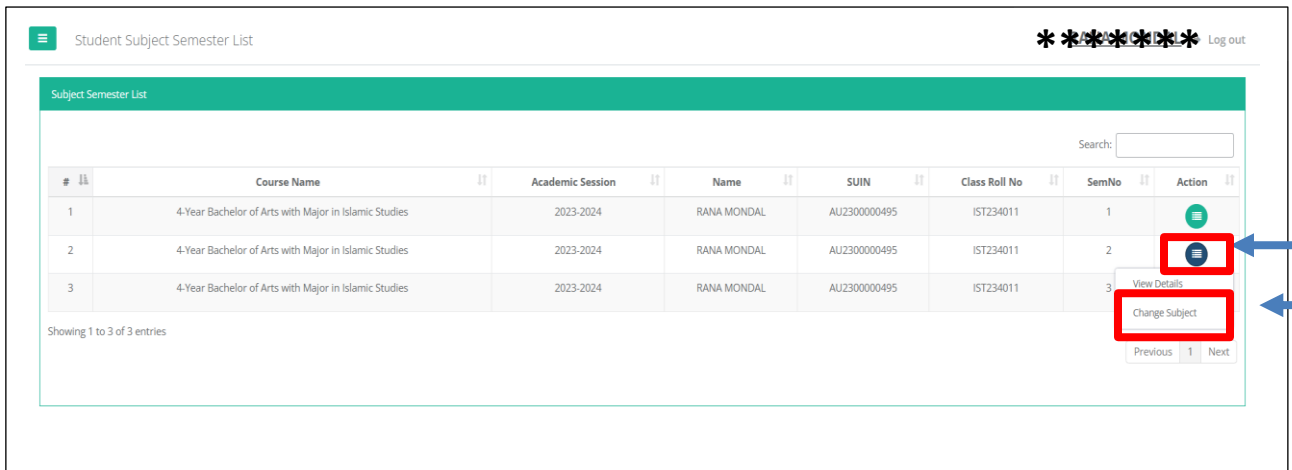 Student Subject Semester List
Log out
Subject Semester List
Search:
# Course Name Academic Session Name SUIN Class Roll No SemNo Action
1 4-Year Bachelor of Arts with Major in Islamic Studies 2023-2024 RANA MONDAL AU2300000495 IST234011 1
2 4-Year Bachelor of Arts with Major in Islamic Studies 2023-2024 RANA MONDAL AU2300000495 IST234011 2
3 4-Year Bachelor of Arts with Major in Islamic Studies 2023-2024 RANA MONDAL AU2300000495 IST234011 3
View Details
Change Subject
Showing 1 to 3 of 3 entries
Previous 1 Next